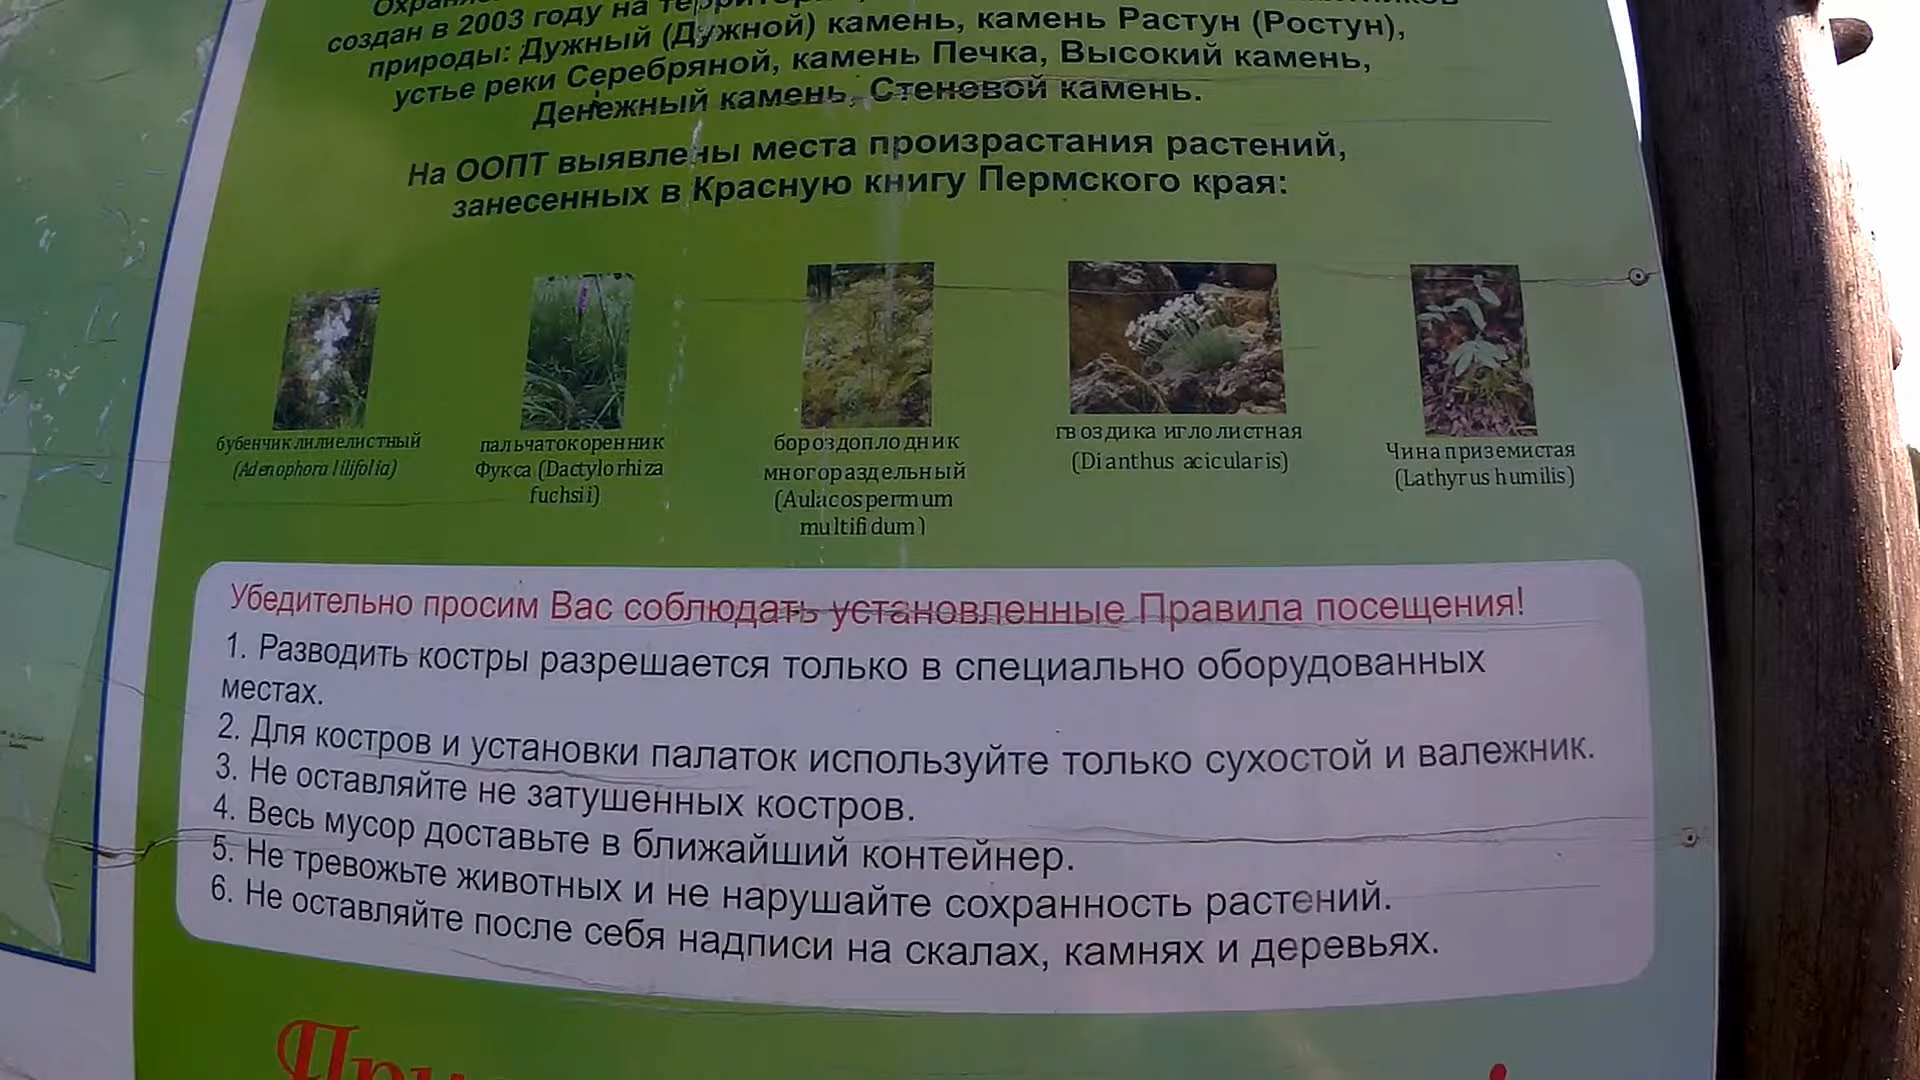 создан в 2003 году на
природы: Дужный (Дужной) камень, камень Растун (Ростун),
устье реки Серебряной, камень Печка, Высокий камень,
Денежный камень, Стеновой камень.
На ООПТ выявлены места произрастания растений,
занесенных в Красную книгу Пермского края:
бубенчик лилиелистный
(Adenophora lilifolia)
пальчатокоренник
Фукса (Dactylorhiza
fuchsii)
бороздоплодник
многораздельный
(Aulacospermum
multifidum)
гвоздика иглолистная
(Dianthus acicularis)
Чина приземистая
(Lathyrus humilis)
Убедительно просим Вас соблюдать установленные Правила посещения!
1. Разводить костры разрешается только в специально оборудованных
местах.
2. Для костров и установки палаток используйте только сухостой и валежник.
3. Не оставляйте не затушенных костров.
4. Весь мусор доставьте в ближайший контейнер.
5. Не тревожьте животных и не нарушайте сохранность растений.
6. Не оставляйте после себя надписи на скалах, камнях и деревьях.